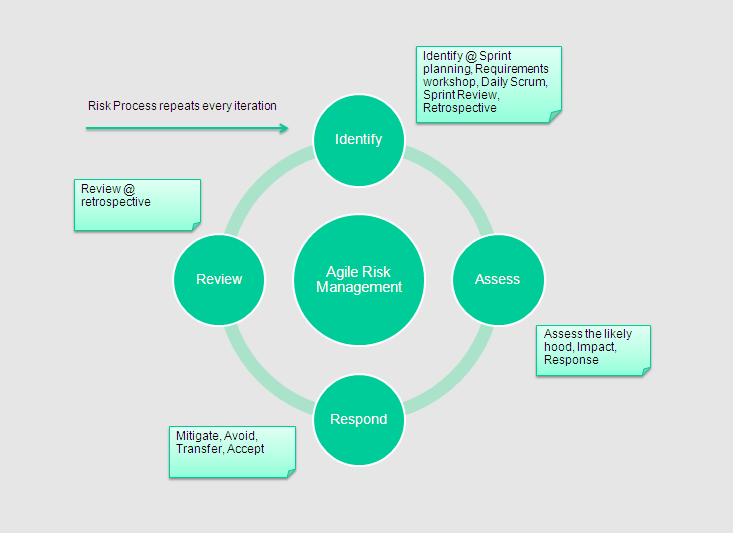 Identify @ Sprint
planning, Requirements
workshop, Daily Scrum,
Sprint Review,
Retrospective
Risk Process repeats every iteration
Identify
Review @
retrospective
Review
Agile Risk
Management
Assess
Assess the likely
hood, Impact,
Response
Respond
Mitigate, Avoid,
Transfer, Accept